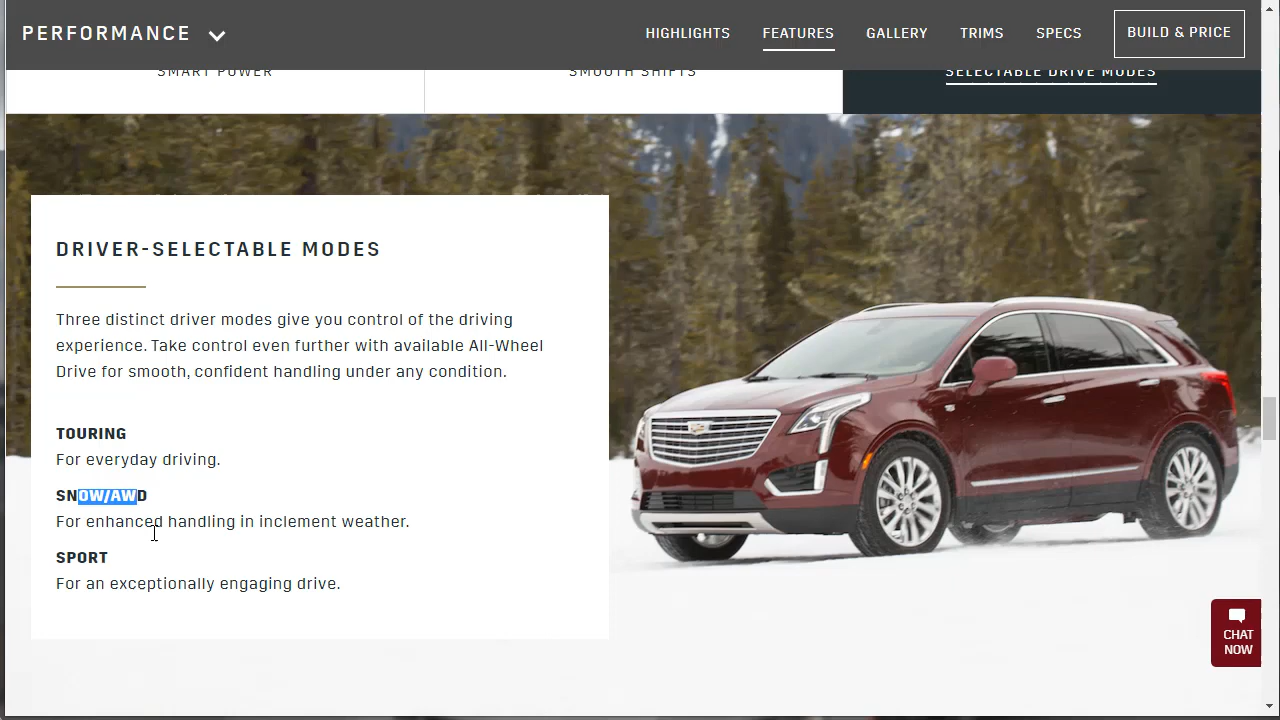 PERFORMANCE
HIGHLIGHTS FEATURES GALLERY TRIMS SPECS BUILD & PRICE
SMART POWER SMOOTH SHIFTS SELECTABLE DRIVE MODES
DRIVER-SELECTABLE MODES
Three distinct driver modes give you control of the driving
experience. Take control even further with available All-Wheel
Drive for smooth, confident handling under any condition.
TOURING
For everyday driving.
SNOW/AWD
For enhanced handling in inclement weather.
SPORT
For an exceptionally engaging drive.
CHAT
NOW